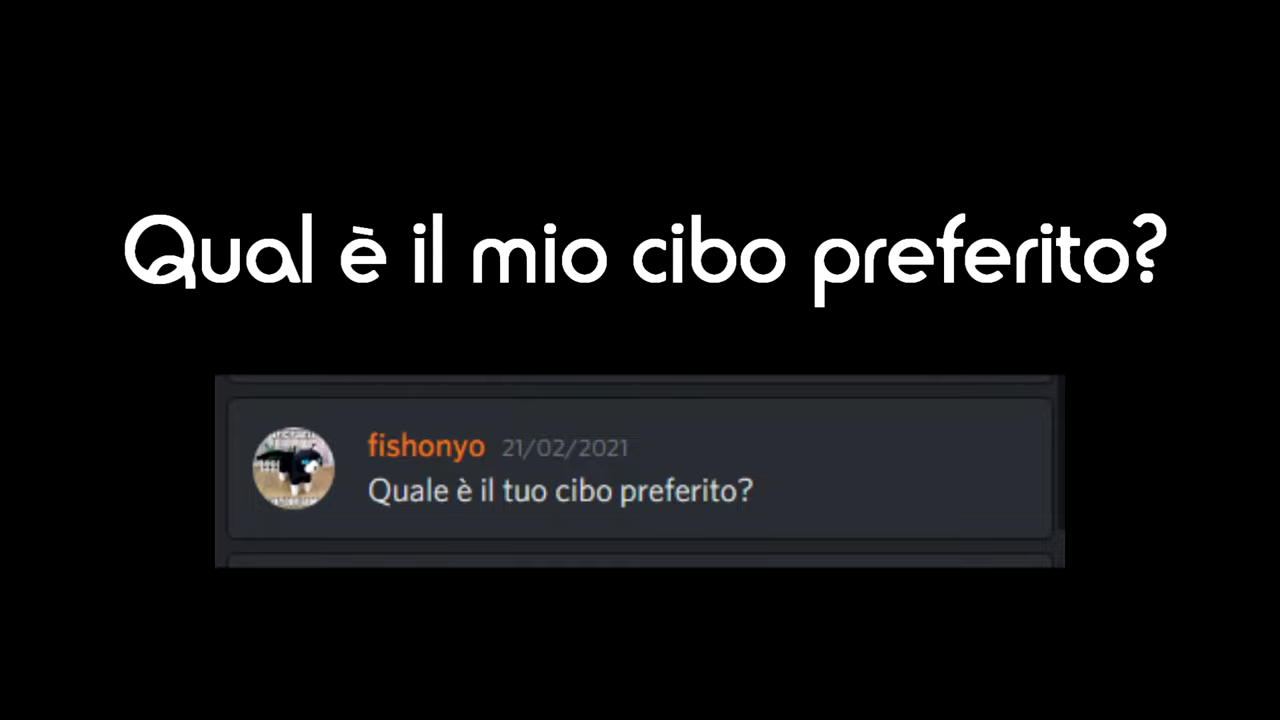 Qual è il mio cibo preferito?
fishonyo 21/02/2021
Quale è il tuo cibo preferito?